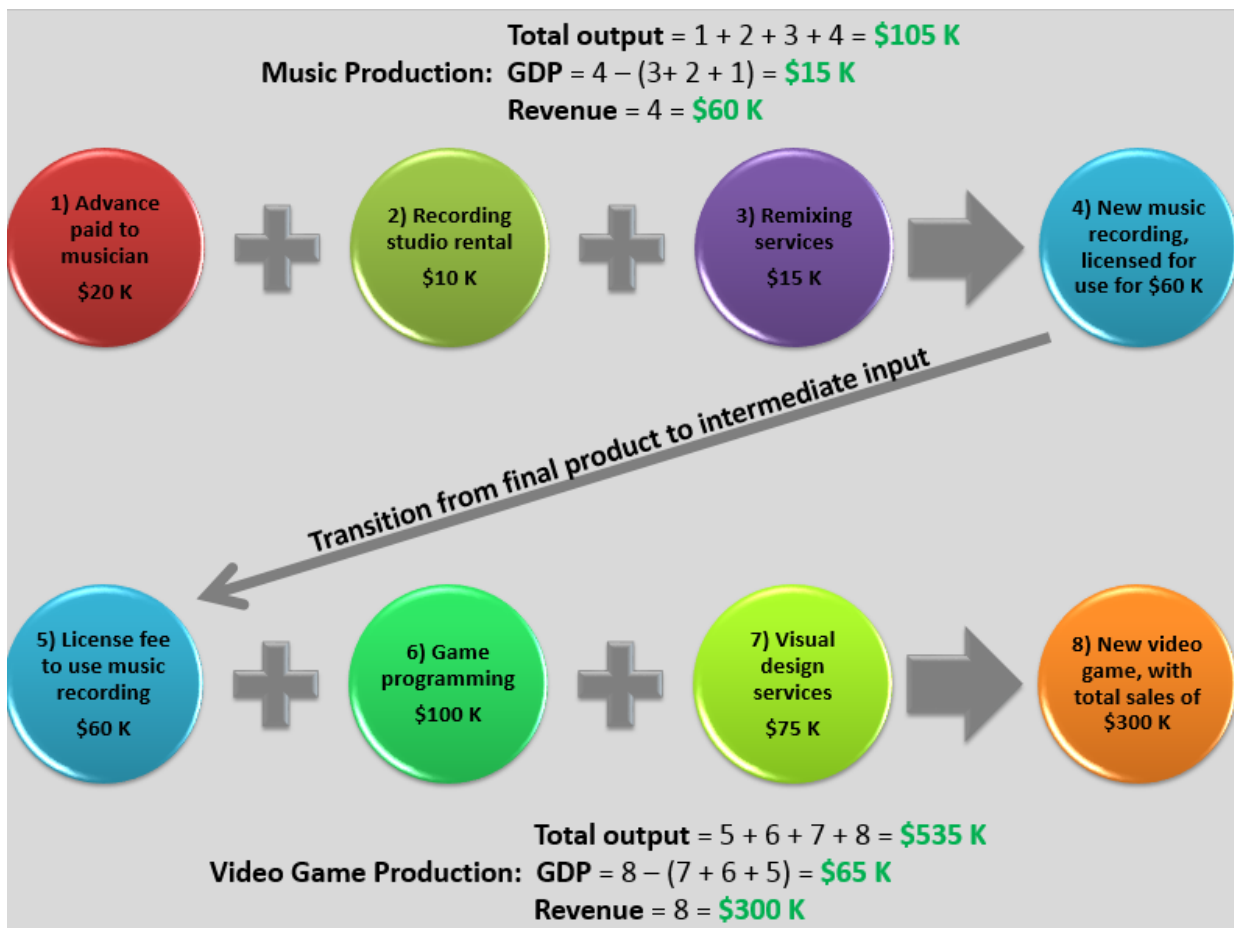 Total output = 1 + 2 + 3 + 4 = $105 K
Music Production: GDP = 4 – (3+ 2 + 1) = $15 K
Revenue = 4 = $60 K
1) Advance
paid to
musician
$20 K
2) Recording
studio rental
$10 K
3) Remixing
services
$15 K
4) New music
recording,
licensed for
use for $60 K
Transition from final product to intermediate input
5) License fee
to use music
recording
$60 K
6) Game
programming
$100 K
7) Visual
design
services
$75 K
8) New video
game, with
total sales of
$300 K
Total output = 5 + 6 + 7 + 8 = $535 K
Video Game Production: GDP = 8 – (7 + 6 + 5) = $65 K
Revenue = 8 = $300 K